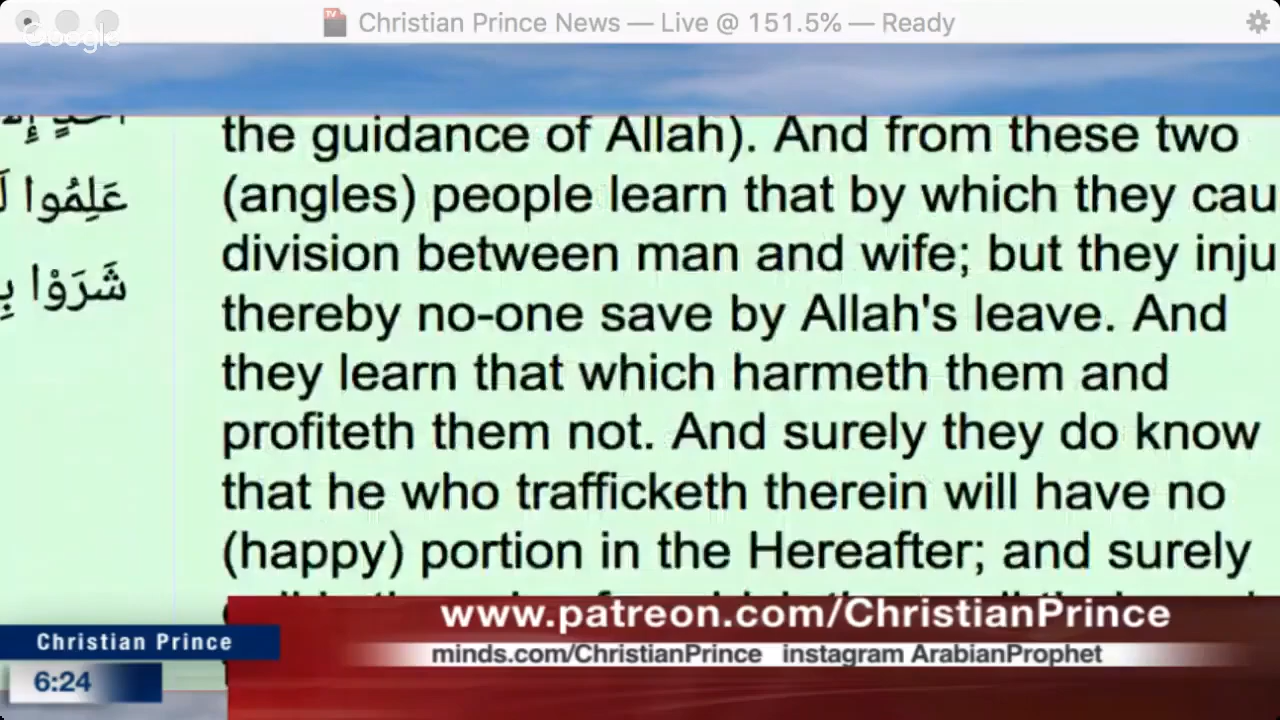 Christian Prince News — Live @ 151.5% — Ready
Google
the guidance of Allah). And from these two
(angles) people learn that by which they cau
division between man and wife; but they inju
thereby no-one save by Allah's leave. And
they learn that which harmeth them and
profiteth them not. And surely they do know
that he who trafficketh therein will have no
(happy) portion in the Hereafter; and surely
عَلِمُوا
شَرَوْا
www.patreon.com/ChristianPrince
Christian Prince
minds.com/ChristianPrince instagram ArabianProphet
6:24